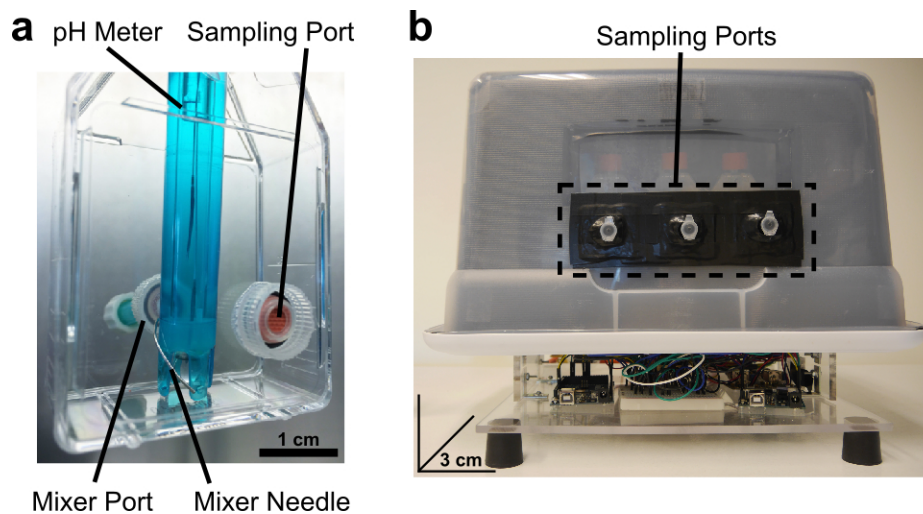 a
pH Meter
Sampling Port
1 cm
Mixer Port
Mixer Needle
b
Sampling Ports
3 cm